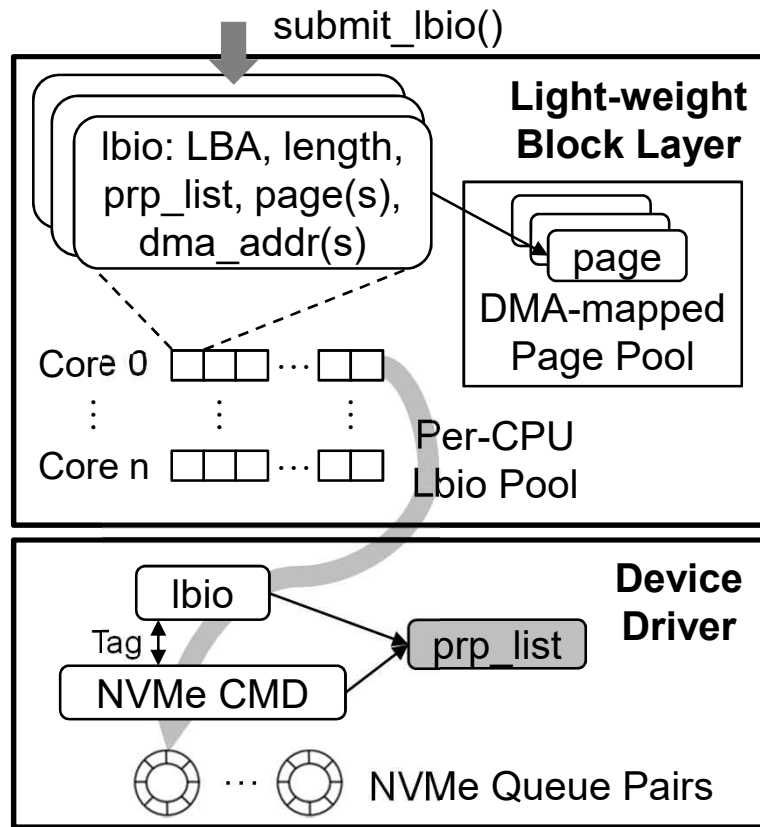 submit_lbio()
Light-weight
Block Layer
lbio: LBA, length,
prp_list, page(s),
dma_addr(s)
page
DMA-mapped
Page Pool
Core 0
...
⋮
⋮
⋮
Core n
...
Per-CPU
Lbio Pool
Device
Driver
lbio
Tag
prp_list
NVMe CMD
...
NVMe Queue Pairs